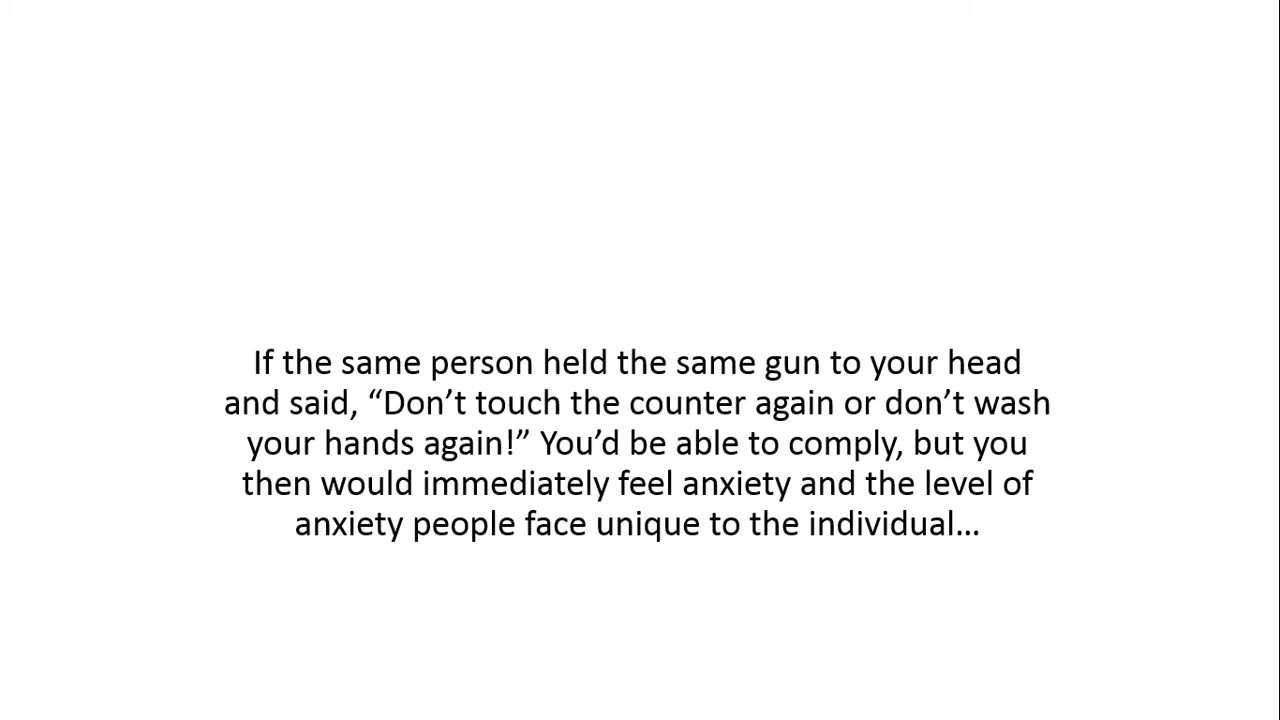 If the same person held the same gun to your head
and said, “Don’t touch the counter again or don’t wash
your hands again!” You’d be able to comply, but you
then would immediately feel anxiety and the level of
anxiety people face unique to the individual…